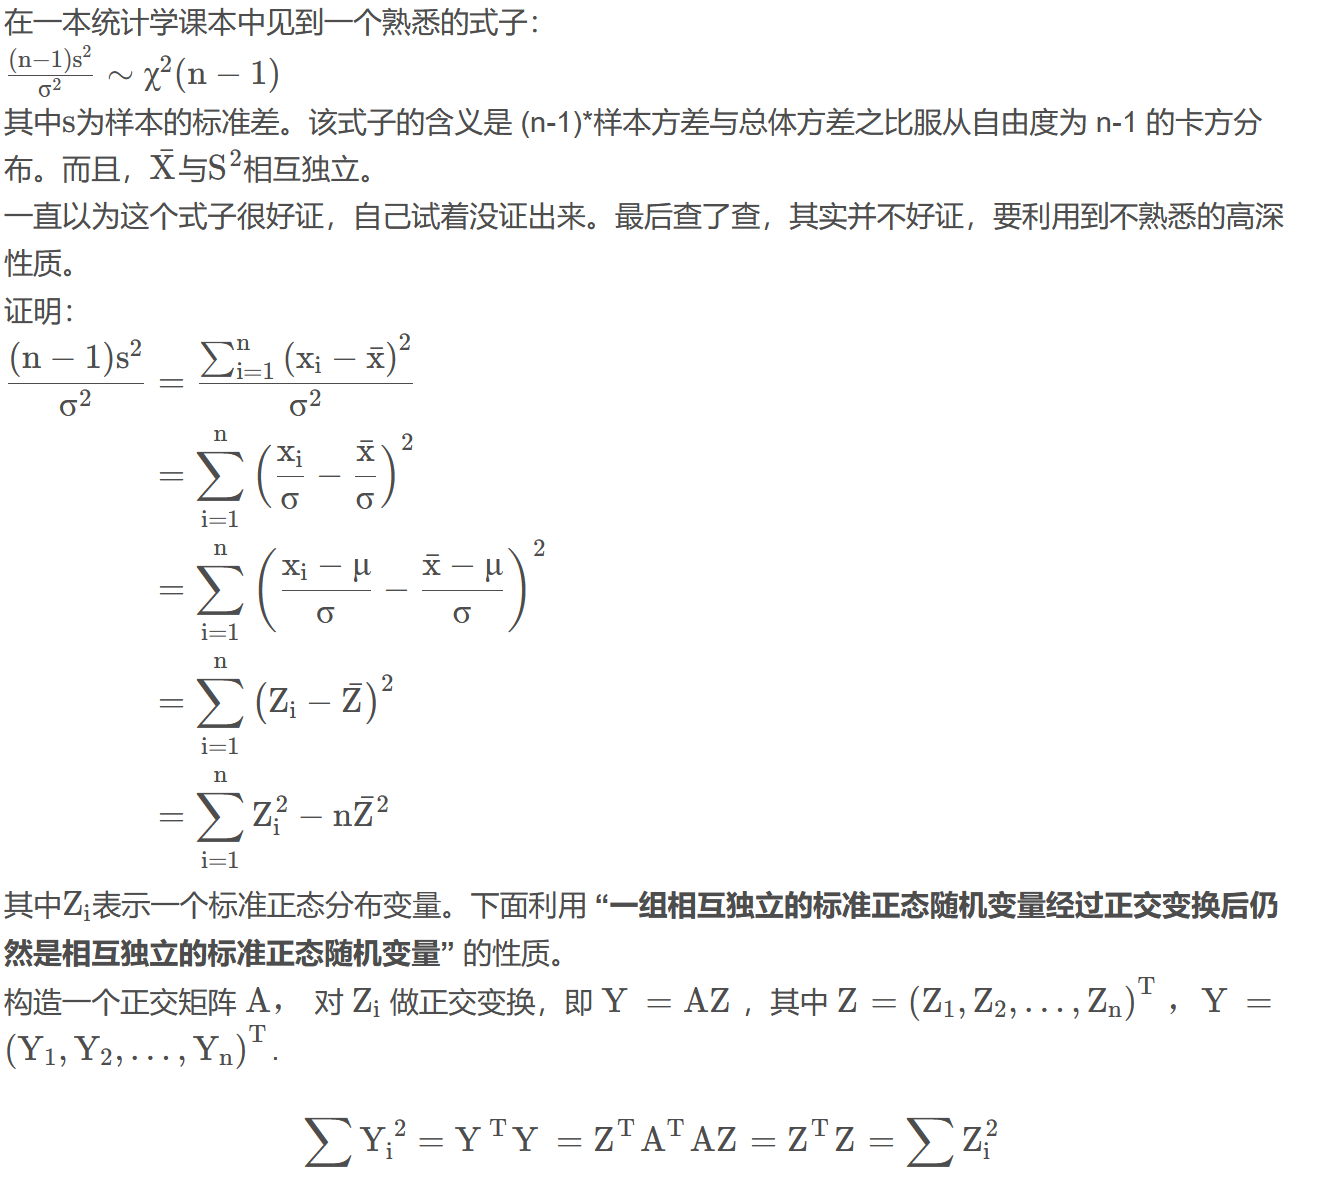 在一本统计学课本中见到一个熟悉的式子：
$\frac{(n-1)s^2}{\sigma^2} \sim \chi^2(n-1)$
其中s为样本的标准差。该式子的含义是 (n-1)*样本方差与总体方差之比服从自由度为 n-1 的卡方分
布。而且，$\bar{X}$与$S^2$相互独立。
一直以为这个式子很好证，自己试着没证出来。最后查了查，其实并不好证，要利用到不熟悉的高深
性质。
证明：
$\frac{(n-1)s^2}{\sigma^2} = \frac{\sum_{i=1}^{n}(x_i-\bar{x})^2}{\sigma^2}$
$= \sum_{i=1}^{n}\left(\frac{x_i}{\sigma}-\frac{\bar{x}}{\sigma}\right)^2$
$= \sum_{i=1}^{n}\left(\frac{x_i-\mu}{\sigma}-\frac{\bar{x}-\mu}{\sigma}\right)^2$
$= \sum_{i=1}^{n}\left(Z_i-\bar{Z}\right)^2$
$= \sum_{i=1}^{n}Z_i^2-n\bar{Z}^2$
其中$Z_i$表示一个标准正态分布变量。下面利用 “一组相互独立的标准正态随机变量经过正交变换后仍
然是相互独立的标准正态随机变量” 的性质。
构造一个正交矩阵 A， 对 $Z_i$ 做正交变换，即 $Y = AZ$ ，其中 $Z = (Z_1, Z_2, \ldots, Z_n)^T$ ，$Y =$
$(Y_1, Y_2, \ldots, Y_n)^T$ .
$\sum Y_i^2 = Y^TY = Z^TA^TAZ = Z^TZ = \sum Z_i^2$